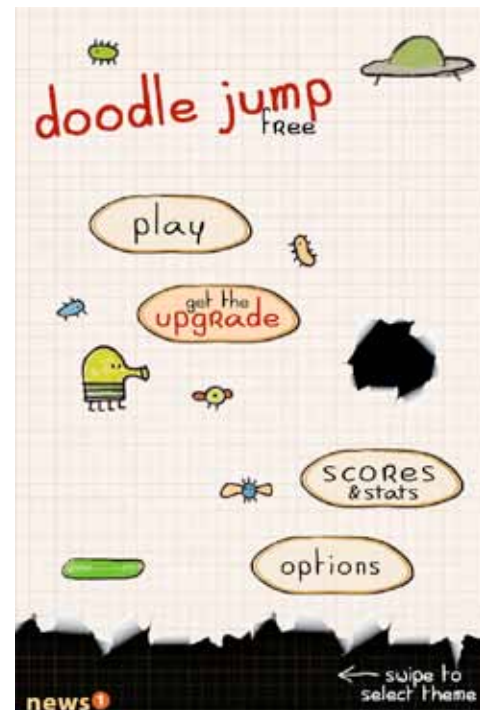 doodle jump
free
play
get the
upgrade
scores
& stats
options
swipe to
select theme
news 1